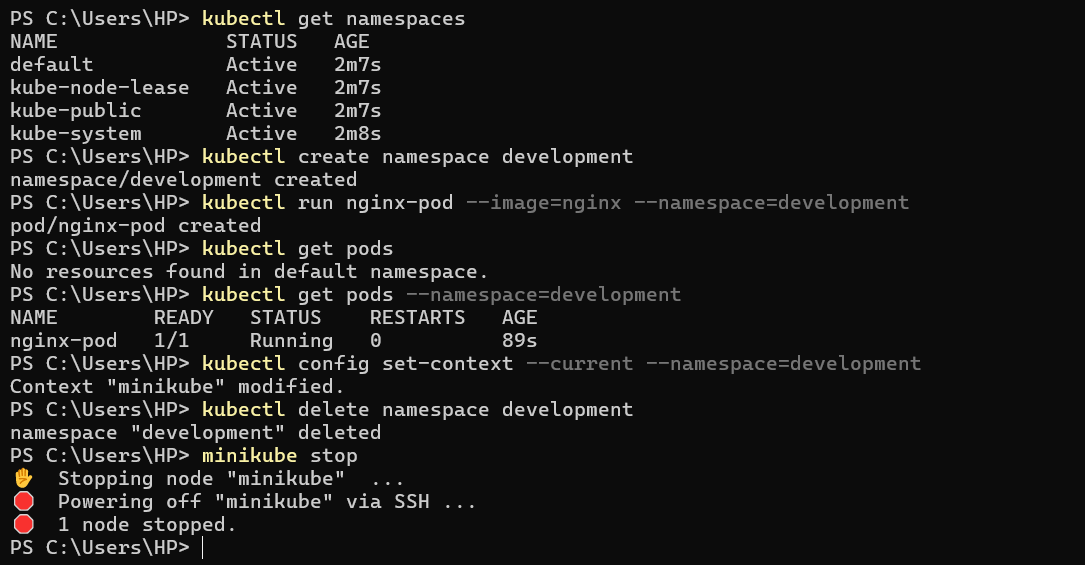 PS C:\Users\HP> kubectl get namespaces
NAME              STATUS   AGE
default           Active   2m7s
kube-node-lease   Active   2m7s
kube-public       Active   2m7s
kube-system       Active   2m8s
PS C:\Users\HP> kubectl create namespace development
namespace/development created
PS C:\Users\HP> kubectl run nginx-pod --image=nginx --namespace=development
pod/nginx-pod created
PS C:\Users\HP> kubectl get pods
No resources found in default namespace.
PS C:\Users\HP> kubectl get pods --namespace=development
NAME        READY   STATUS    RESTARTS   AGE
nginx-pod   1/1     Running   0          89s
PS C:\Users\HP> kubectl config set-context --current --namespace=development
Context "minikube" modified.
PS C:\Users\HP> kubectl delete namespace development
namespace "development" deleted
PS C:\Users\HP> minikube stop
✋  Stopping node "minikube"  ...
🛑  Powering off "minikube" via SSH ...
🛑  1 node stopped.
PS C:\Users\HP>